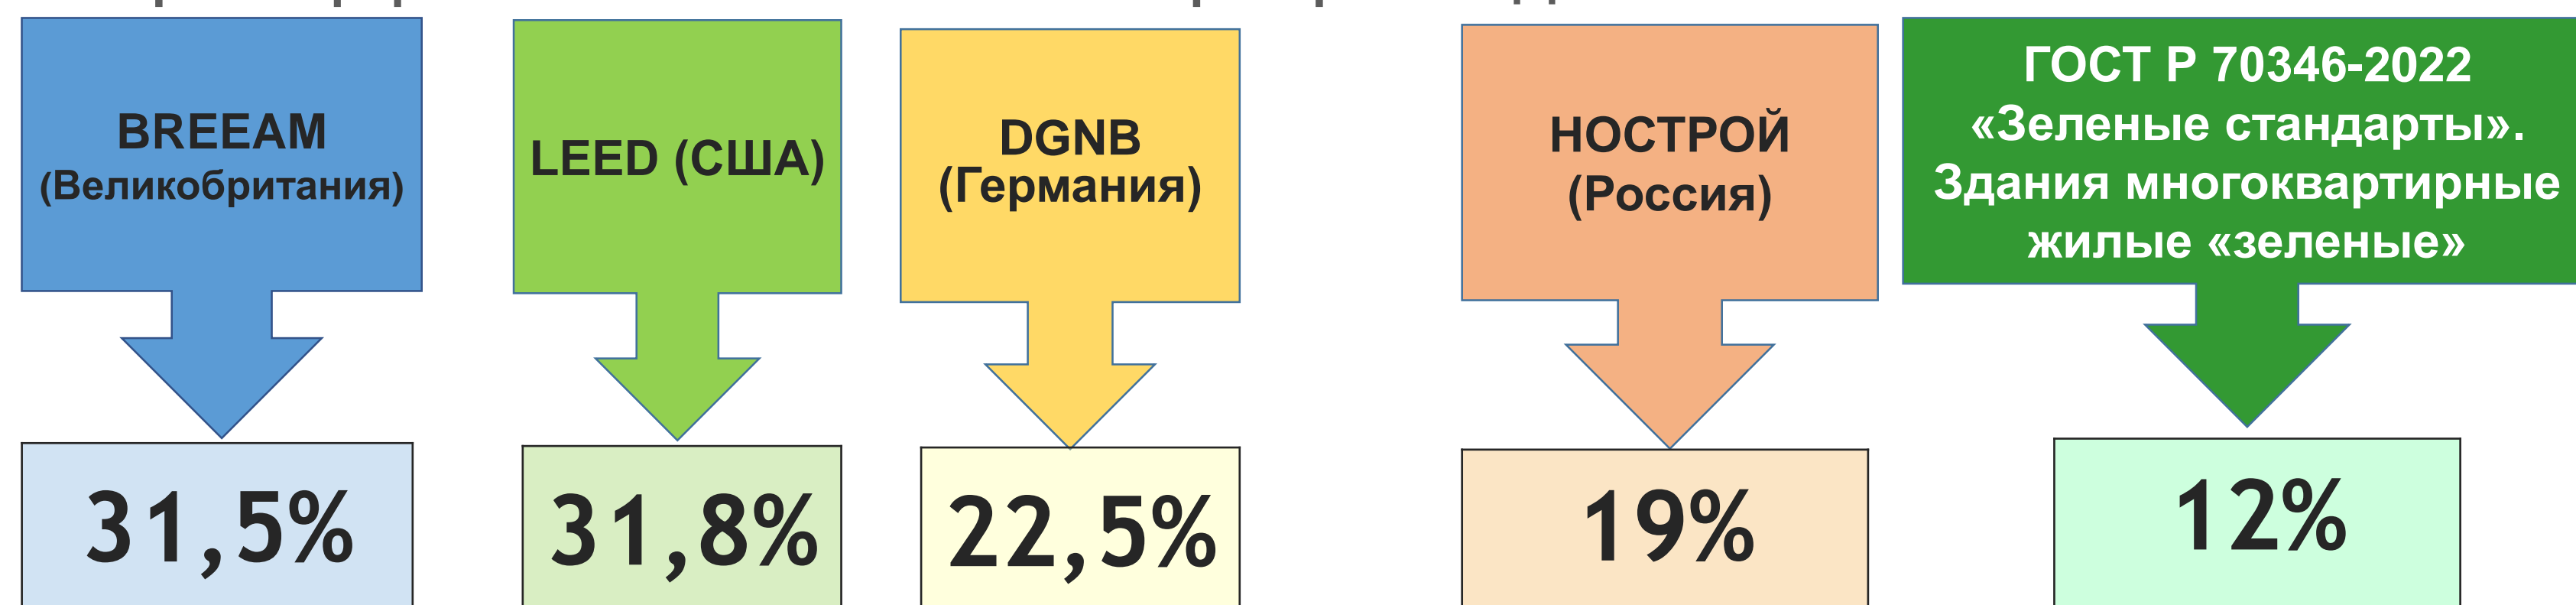 BREEAM
(Великобритания)
31,5%
LEED (США)
31,8%
DGNB
(Германия)
22,5%
НОСТРОЙ
(Россия)
19%
ГОСТ Р 70346-2022
«Зеленые стандарты».
Здания многоквартирные
жилые «зеленые»
12%